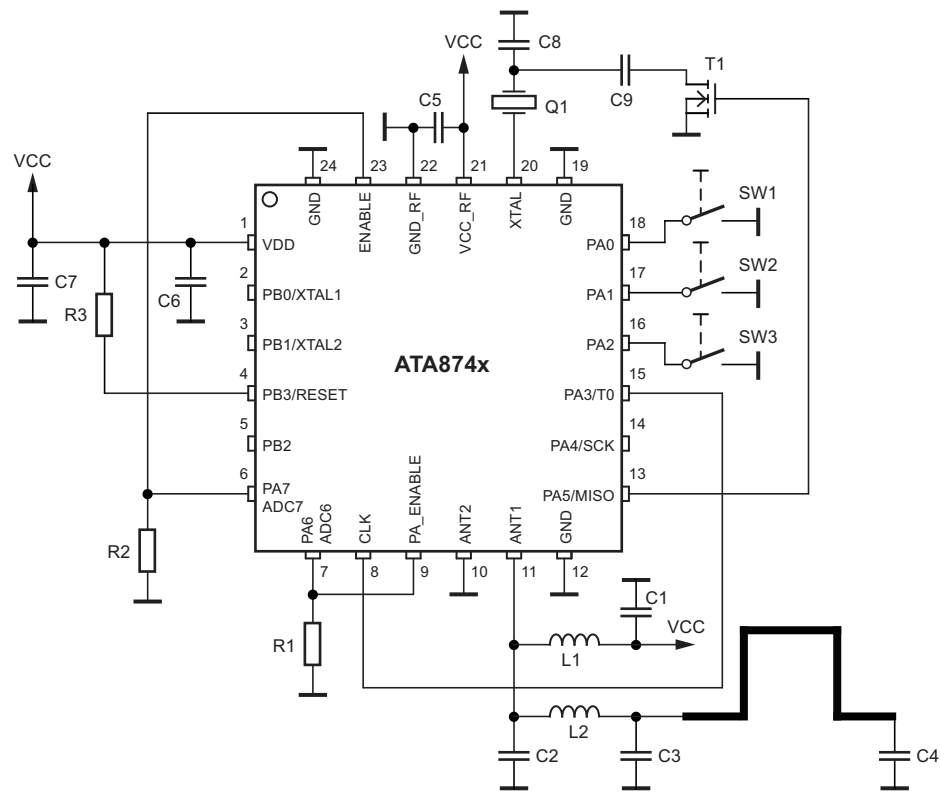 C8
VCC
T1
C5
Q1
C9
24
23
22
21
20
19
VCC
GND
ENABLE
GND_RF
VCC_RF
XTAL
GND
1
VDD
18
PA0
SW1
C7
C6
R3
2
PB0/XTAL1
17
PA1
SW2
3
PB1/XTAL2
16
PA2
SW3
ATA874x
4
PB3/RESET
15
PA3/T0
5
PB2
14
PA4/SCK
6
PA7
ADC7
13
PA5/MISO
PA6
ADC6
CLK
PA_ENABLE
ANT2
ANT1
GND
R2
7
8
9
10
11
12
C1
R1
VCC
L1
L2
C2
C3
C4